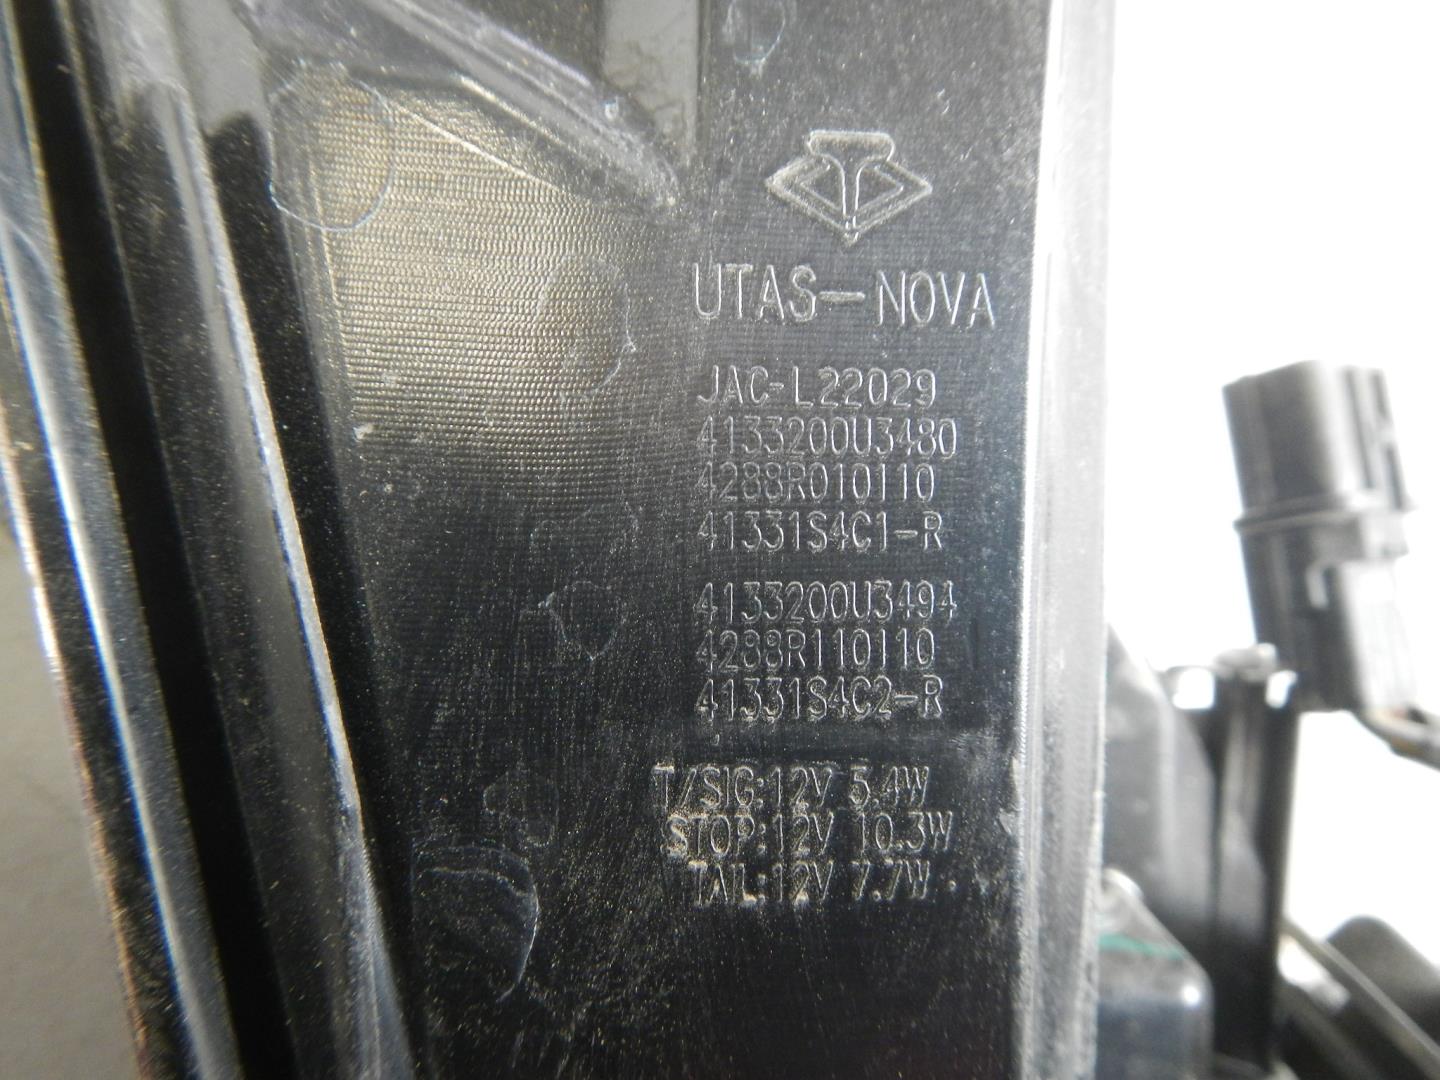 UTAS-NOVA
JAC-L22029
4133200U3480
4288R010110
41331S4C1-R
4133200U3494
4288R110110
41331S4C2-R
T/SIG:12V 5.4W
STOP:12V 10.3W
TAIL:12V 7.7W